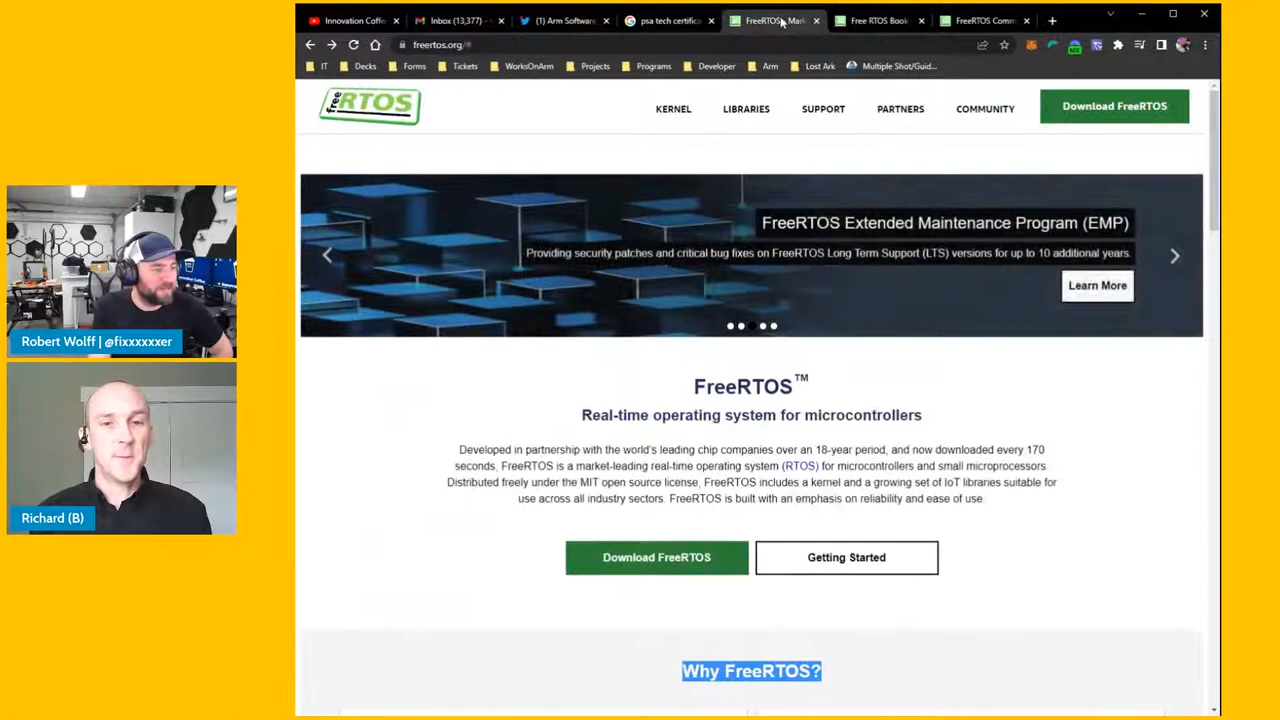 Innovation Coffe
Inbox (13,377) -
(1) Arm Software
psa tech certifica
FreeRTOS - Mark
Free RTOS Book
FreeRTOS Comm
freertos.org/#
IT
Decks
Forms
Tickets
WorksOnArm
Projects
Programs
Developer
Arm
Lost Ark
Multiple Shot/Guid...
free RTOS
KERNEL
LIBRARIES
SUPPORT
PARTNERS
COMMUNITY
Download FreeRTOS
FreeRTOS Extended Maintenance Program (EMP)
Providing security patches and critical bug fixes on FreeRTOS Long Term Support (LTS) versions for up to 10 additional years.
Learn More
FreeRTOS™
Real-time operating system for microcontrollers
Developed in partnership with the world's leading chip companies over an 18-year period, and now downloaded every 170
seconds, FreeRTOS is a market-leading real-time operating system (RTOS) for microcontrollers and small microprocessors.
Distributed freely under the MIT open source license, FreeRTOS includes a kernel and a growing set of IoT libraries suitable for
use across all industry sectors. FreeRTOS is built with an emphasis on reliability and ease of use.
Download FreeRTOS
Getting Started
Why FreeRTOS?
Robert Wolff | @fixxxxxxer
Richard (B)